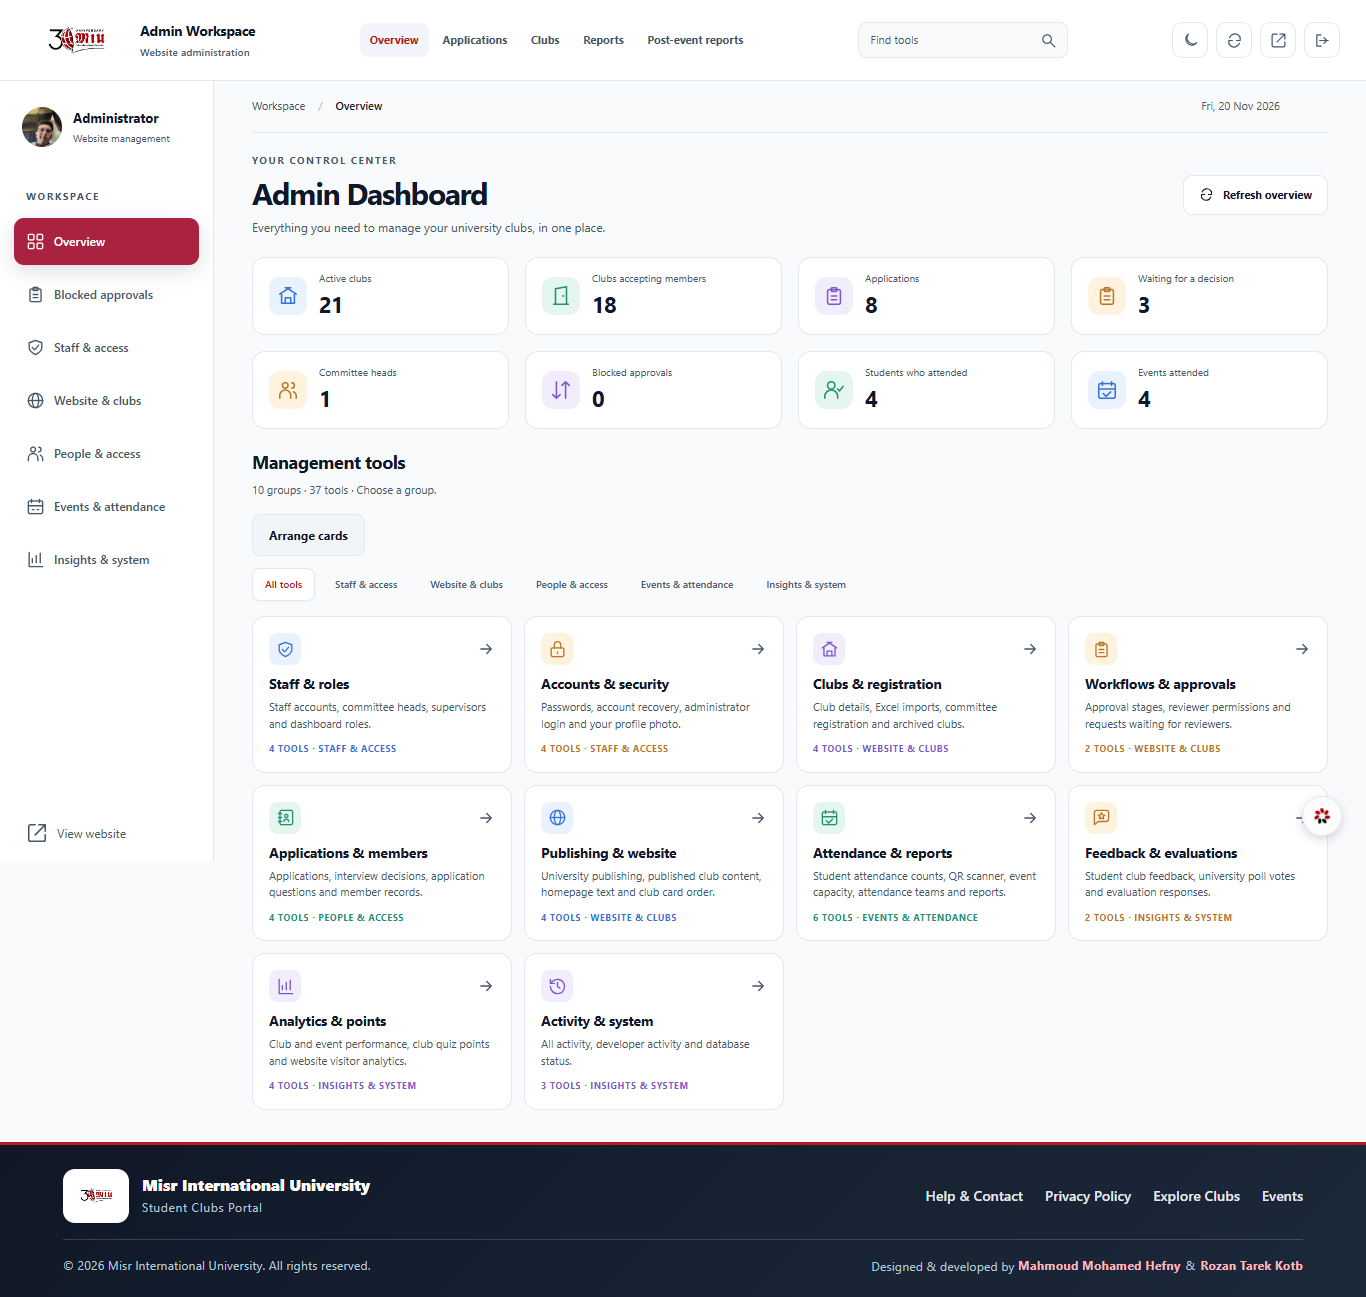 Admin Workspace
Website administration
Overview
Applications
Clubs
Reports
Post-event reports
Find tools
Administrator
Website management
WORKSPACE
Overview
Blocked approvals
Staff & access
Website & clubs
People & access
Events & attendance
Insights & system
View website
Workspace / Overview
Fri, 20 Nov 2026
YOUR CONTROL CENTER
Admin Dashboard
Everything you need to manage your university clubs, in one place.
Refresh overview
Active clubs
21
Clubs accepting members
18
Applications
8
Waiting for a decision
3
Committee heads
1
Blocked approvals
0
Students who attended
4
Events attended
4
Management tools
10 groups · 37 tools · Choose a group.
Arrange cards
All tools
Staff & access
Website & clubs
People & access
Events & attendance
Insights & system
Staff & roles
Staff accounts, committee heads, supervisors
and dashboard roles.
4 TOOLS · STAFF & ACCESS
Accounts & security
Passwords, account recovery, administrator
login and your profile photo.
4 TOOLS · STAFF & ACCESS
Clubs & registration
Club details, Excel imports, committee
registration and archived clubs.
4 TOOLS · WEBSITE & CLUBS
Workflows & approvals
Approval stages, reviewer permissions and
requests waiting for reviewers.
2 TOOLS · WEBSITE & CLUBS
Applications & members
Applications, interview decisions, application
questions and member records.
4 TOOLS · PEOPLE & ACCESS
Publishing & website
University publishing, published club content,
homepage text and club card order.
4 TOOLS · WEBSITE & CLUBS
Attendance & reports
Student attendance counts, QR scanner, event
capacity, attendance teams and reports.
6 TOOLS · EVENTS & ATTENDANCE
Feedback & evaluations
Student club feedback, university poll votes
and evaluation responses.
2 TOOLS · INSIGHTS & SYSTEM
Analytics & points
Club and event performance, club quiz points
and website visitor analytics.
4 TOOLS · INSIGHTS & SYSTEM
Activity & system
All activity, developer activity and database
status.
3 TOOLS · INSIGHTS & SYSTEM
Misr International University
Student Clubs Portal
Help & Contact
Privacy Policy
Explore Clubs
Events
© 2026 Misr International University. All rights reserved.
Designed & developed by Mahmoud Mohamed Hefny & Rozan Tarek Kotb